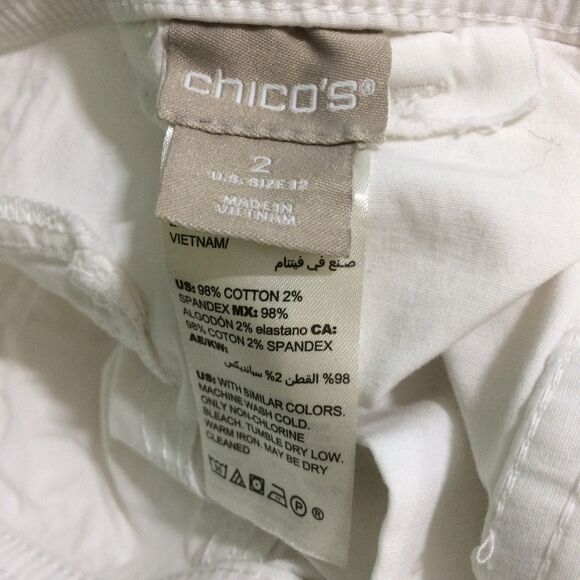 chico's®
2
U.S. SIZE 12
MADE IN
VIETNAM
VIETNAM/
صنع في فيتنام
US: 98% COTTON 2%
SPANDEX MX: 98%
ALGODÓN 2% elastano CA:
98% COTON 2% SPANDEX
AE/KW:
98% القطن 2% سباندیکس
US: WITH SIMILAR COLORS.
MACHINE WASH COLD.
ONLY NON-CHLORINE
BLEACH. TUMBLE DRY LOW.
WARM IRON. MAY BE DRY
CLEANED
P